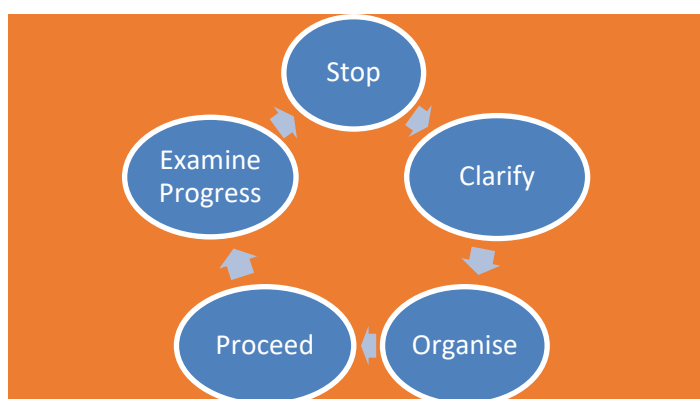 Stop
Clarify
Organise
Proceed
Examine
Progress